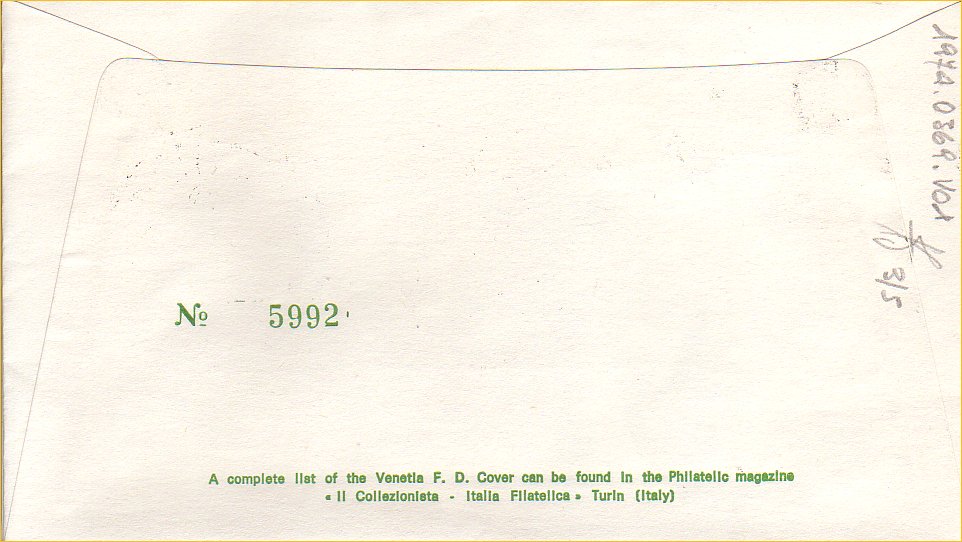 1974.0369.V01
3/5
Nº 5992
A complete list of the Venetia F. D. Cover can be found in the Philatelic magazine
« Il Collezionista - Italia Filatelica » Turin (Italy)